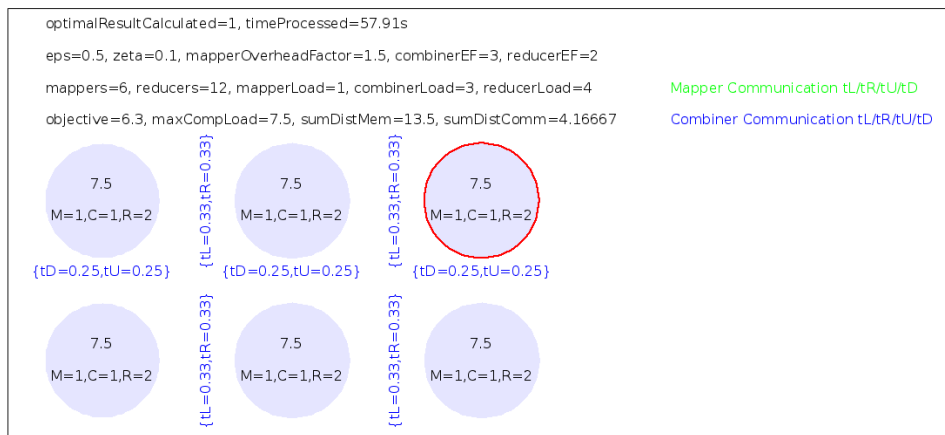 optimalResultCalculated=1, timeProcessed=57.91s
eps=0.5, zeta=0.1, mapperOverheadFactor=1.5, combinerEF=3, reducerEF=2
mappers=6, reducers=12, mapperLoad=1, combinerLoad=3, reducerLoad=4
Mapper Communication tL/tR/tU/tD
objective=6.3, maxCompLoad=7.5, sumDistMem=13.5, sumDistComm=4.16667
Combiner Communication tL/tR/tU/tD
7.5
M=1,C=1,R=2
{tL=0.33,tR=0.33}
7.5
M=1,C=1,R=2
{tL=0.33,tR=0.33}
7.5
M=1,C=1,R=2
{tD=0.25,tU=0.25}
{tD=0.25,tU=0.25}
{tD=0.25,tU=0.25}
7.5
M=1,C=1,R=2
{tL=0.33,tR=0.33}
7.5
M=1,C=1,R=2
{tL=0.33,tR=0.33}
7.5
M=1,C=1,R=2